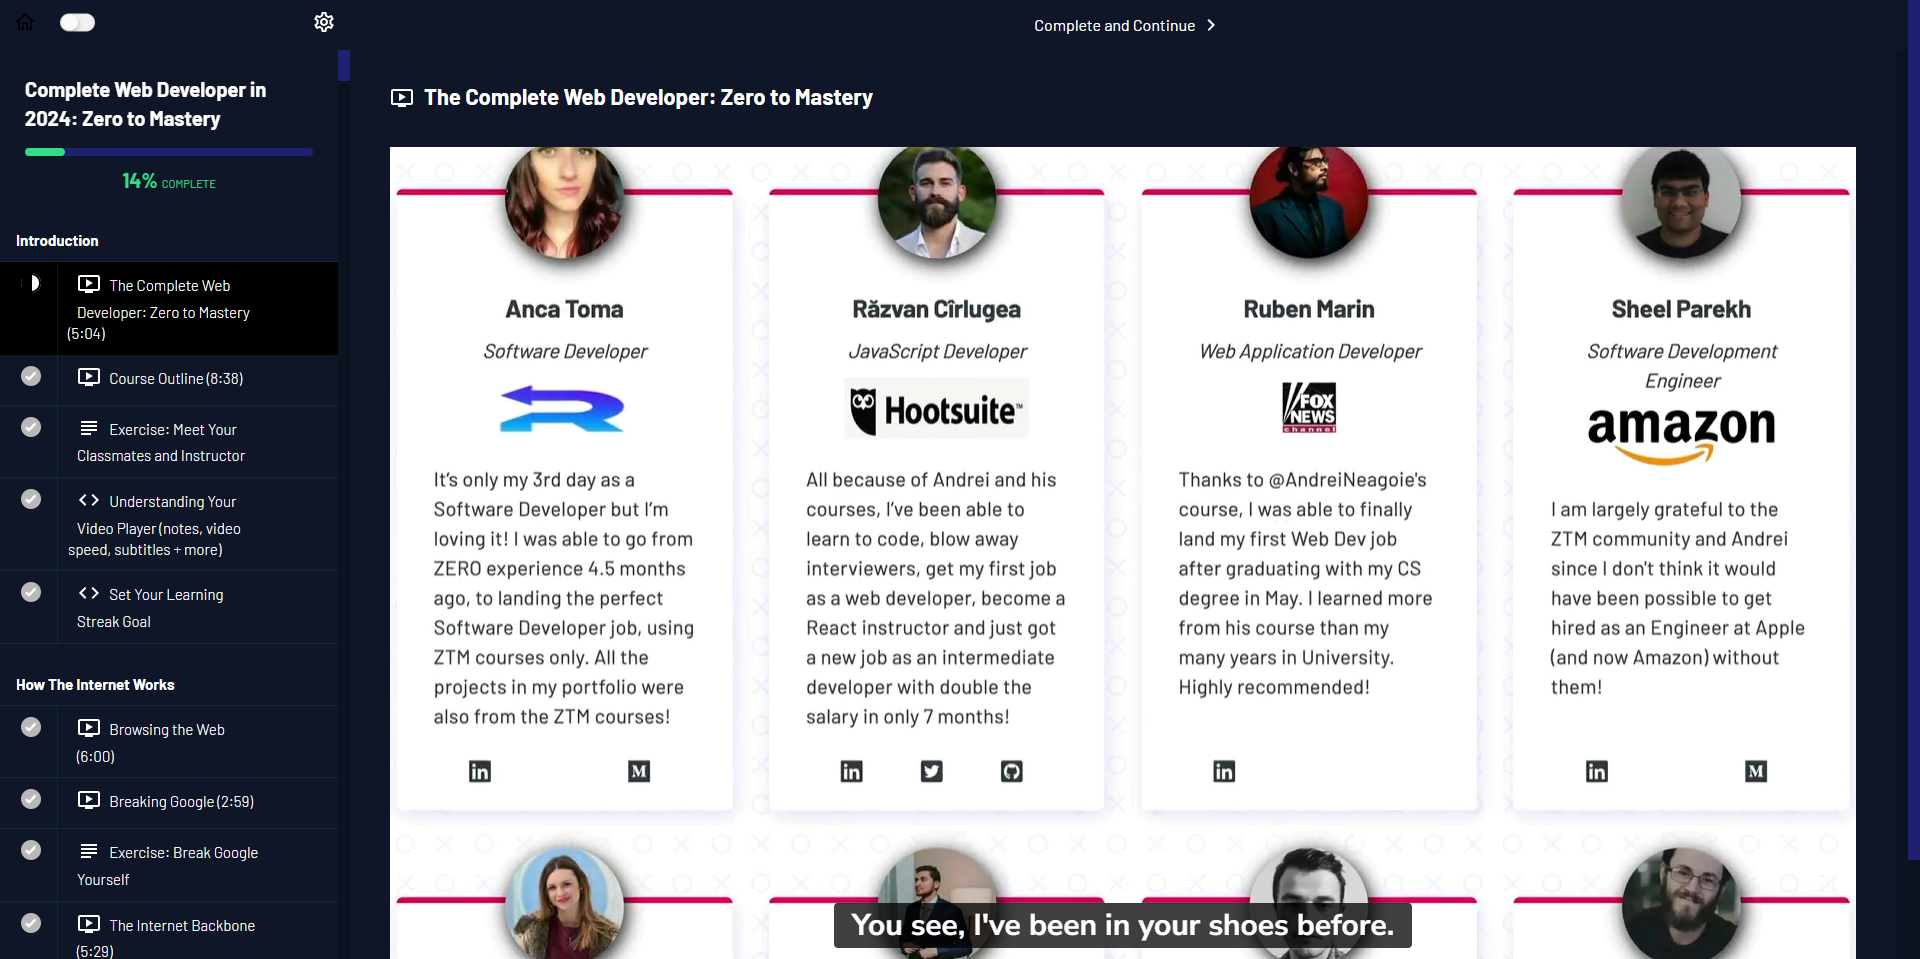 Complete and Continue
Complete Web Developer in
2024: Zero to Mastery
14% COMPLETE
Introduction
The Complete Web
Developer: Zero to Mastery
(5:04)
Course Outline (8:38)
Exercise: Meet Your
Classmates and Instructor
Understanding Your
Video Player (notes, video
speed, subtitles + more)
Set Your Learning
Streak Goal
How The Internet Works
Browsing the Web
(6:00)
Breaking Google (2:59)
Exercise: Break Google
Yourself
The Internet Backbone
(5:29)
The Complete Web Developer: Zero to Mastery
Anca Toma
Software Developer
It's only my 3rd day as a
Software Developer but I'm
loving it! I was able to go from
ZERO experience 4.5 months
ago, to landing the perfect
Software Developer job, using
ZTM courses only. All the
projects in my portfolio were
also from the ZTM courses!
in
M
Răzvan Cîrlugea
JavaScript Developer
Hootsuite™
All because of Andrei and his
courses, I've been able to
learn to code, blow away
interviewers, get my first job
as a web developer, become a
React instructor and just got
a new job as an intermediate
developer with double the
salary in only 7 months!
in
Ruben Marin
Web Application Developer
FOX
NEWS
channel
Thanks to @AndreiNeagoie's
course, I was able to finally
land my first Web Dev job
after graduating with my CS
degree in May. I learned more
from his course than my
many years in University.
Highly recommended!
in
Sheel Parekh
Software Development
Engineer
amazon
I am largely grateful to the
ZTM community and Andrei
since I don't think it would
have been possible to get
hired as an Engineer at Apple
(and now Amazon) without
them!
in
M
You see, I've been in your shoes before.